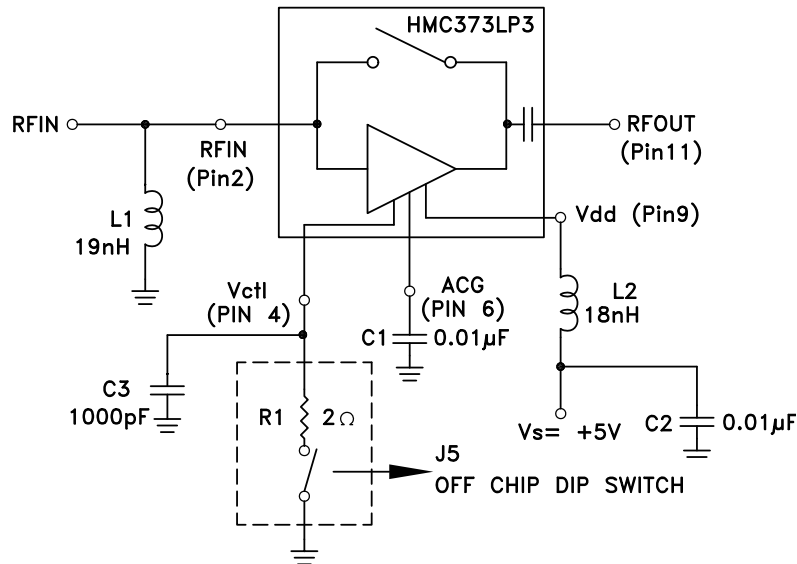 HMC373LP3
RFIN
RFIN
(Pin2)
RFOUT
(Pin11)
L1
19nH
Vdd (Pin9)
Vctl
(PIN 4)
ACG
(PIN 6)
L2
18nH
C1 0.01µF
C3
1000pF
R1 2Ω
Vs= +5V
C2 0.01µF
J5
OFF CHIP DIP SWITCH